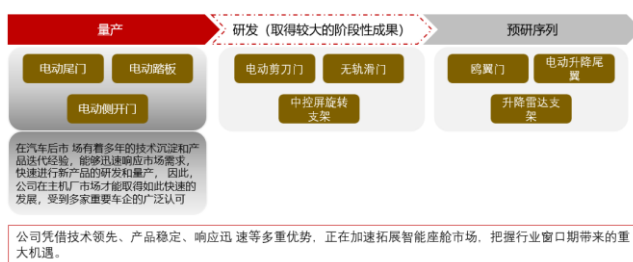 量产
研发（取得较大的阶段性成果）
预研序列
电动尾门
电动踏板
电动侧开门
电动剪刀门
无轨滑门
中控屏旋转
支架
鸥翼门
电动升降尾
翼
升降雷达支
架
在汽车后市 场有着多年的技术沉淀和产
品迭代经验，能够迅速响应市场需求，
快速进行新产品的研发和量产， 因此，
公司在主机厂市场才能取得如此快速的
发展，受到多家重要车企的广泛认可
公司凭借技术领先、产品稳定、响应迅 速等多重优势，正在加速拓展智能座舱市场，把握行业窗口期带来的重
大机遇。